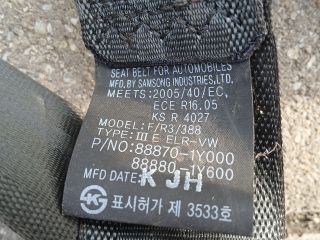 SEAT BELT FOR AUTOMOBILES
MFD, BY SAMSONG INDUSTRIES, LTD,
MEETS: 2005/40/EC,
ECE R16.05
KS R 4027
MODEL: F/R3/388
TYPE: III E ELR-VW
P/NO: 88870-1Y000
88880-1Y600
MFD DATE: K JH
표시허가 제 3533호